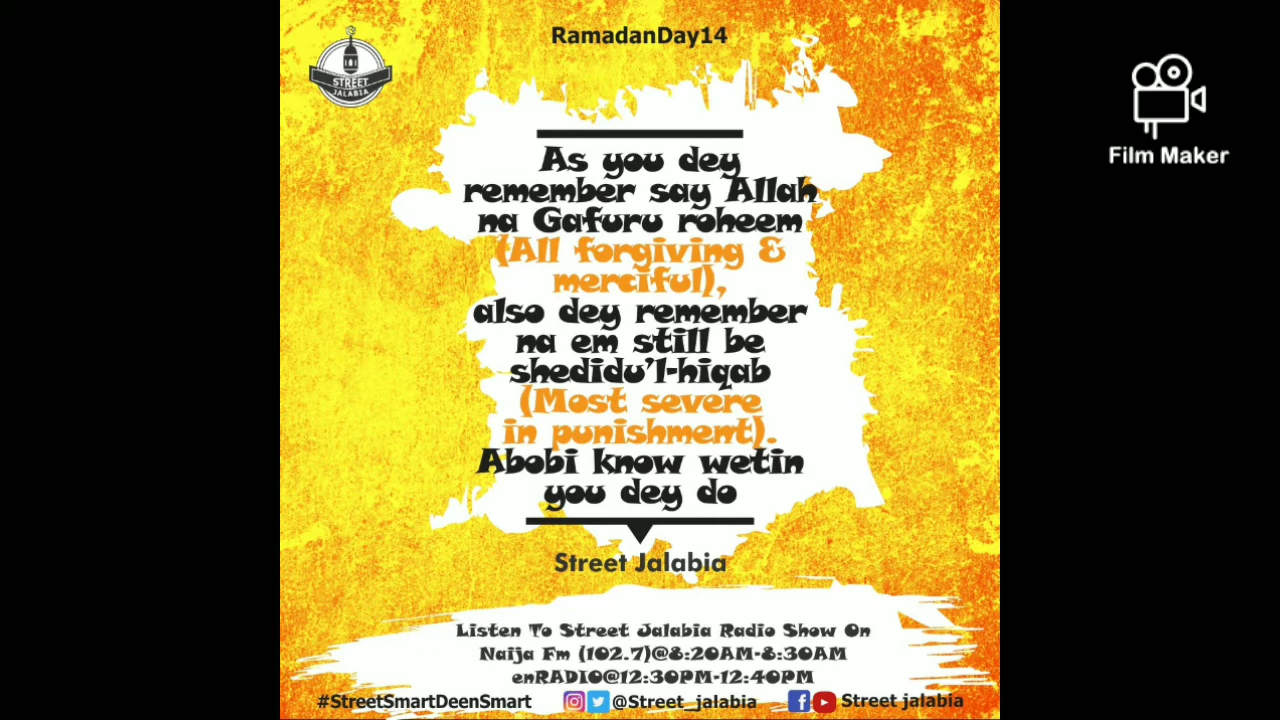 RamadanDay14
STREET
JALABIA
Film Maker
As you dey
remember say Allah
na Gafuru roheem
(All forgiving &
merciful),
also dey remember
na em still be
shedidu'l-hiqab
(Most severe
in punishment).
Abobi know wetin
you dey do
Street Jalabia
Listen To Street Jalabia Radio Show On
Naija Fm (102.7)@8:20AM-8:30AM
enRADIO@12:30PM-12:40PM
#StreetSmartDeenSmart @Street_jalabia Street jalabia